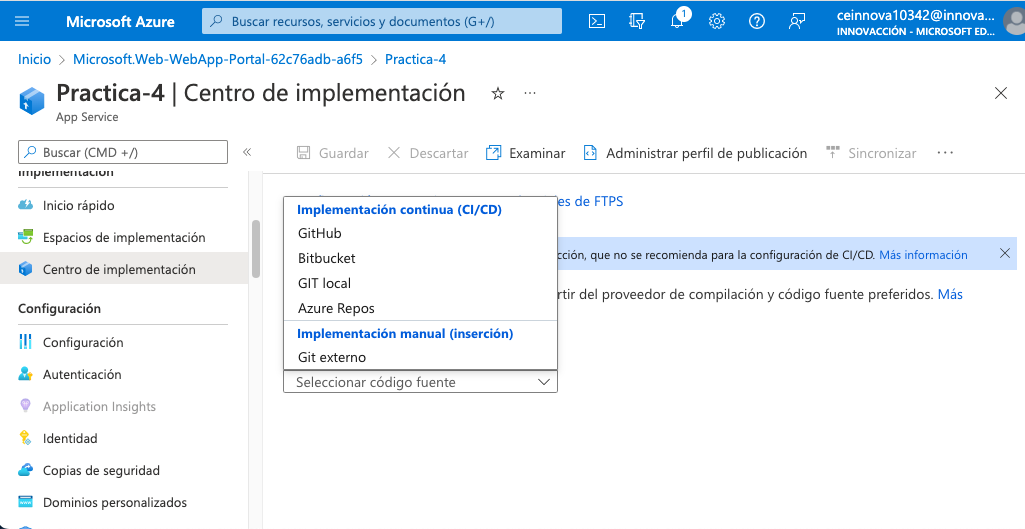 Microsoft Azure
Buscar recursos, servicios y documentos (G+/)
1
ceinnova10342@innova...
INNOVACCIÓN - MICROSOFT ED...
Inicio > Microsoft.Web-WebApp-Portal-62c76adb-a6f5 > Practica-4
Practica-4 | Centro de implementación
App Service
Buscar (CMD +/)
Guardar
Descartar
Examinar
Administrar perfil de publicación
Sincronizar
Implementación
Inicio rápido
Espacios de implementación
Centro de implementación
Configuración
Configuración
Autenticación
Application Insights
Identidad
Copias de seguridad
Dominios personalizados
de FTPS
que no se recomienda para la configuración de CI/CD. Más información
del proveedor de compilación y código fuente preferidos. Más
Implementación continua (CI/CD)
GitHub
Bitbucket
GIT local
Azure Repos
Implementación manual (inserción)
Git externo
Seleccionar código fuente